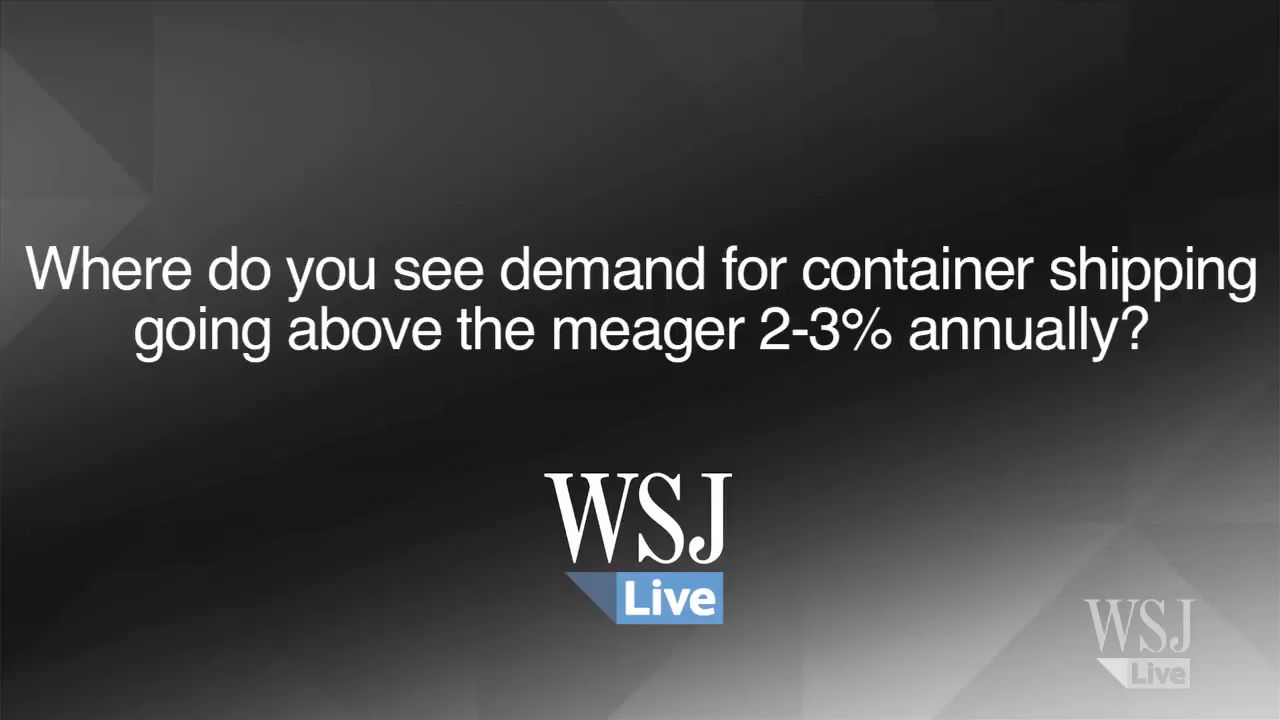 Where do you see demand for container shipping
going above the meager 2-3% annually?
WSJ
Live
WSJ
Live